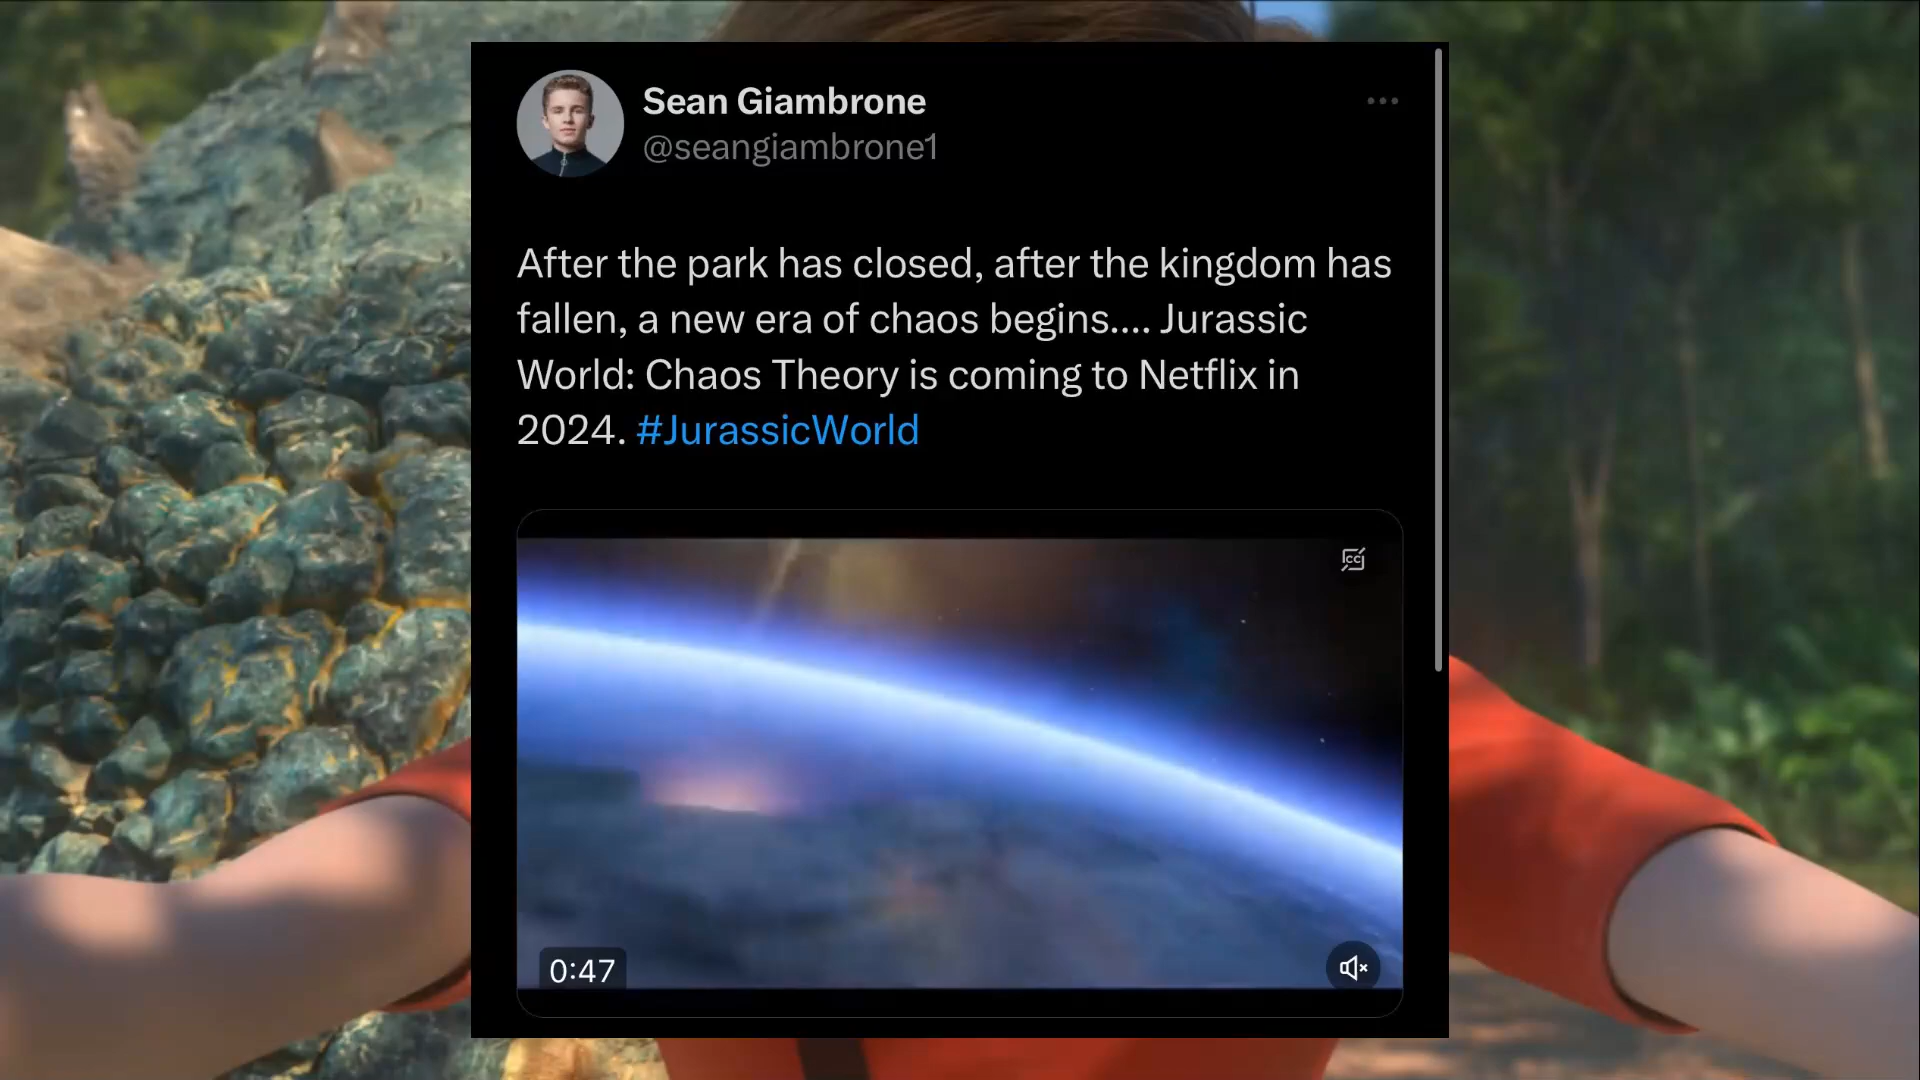 Sean Giambrone
@seangiambrone1
After the park has closed, after the kingdom has
fallen, a new era of chaos begins.... Jurassic
World: Chaos Theory is coming to Netflix in
2024. #JurassicWorld
CC
0:47